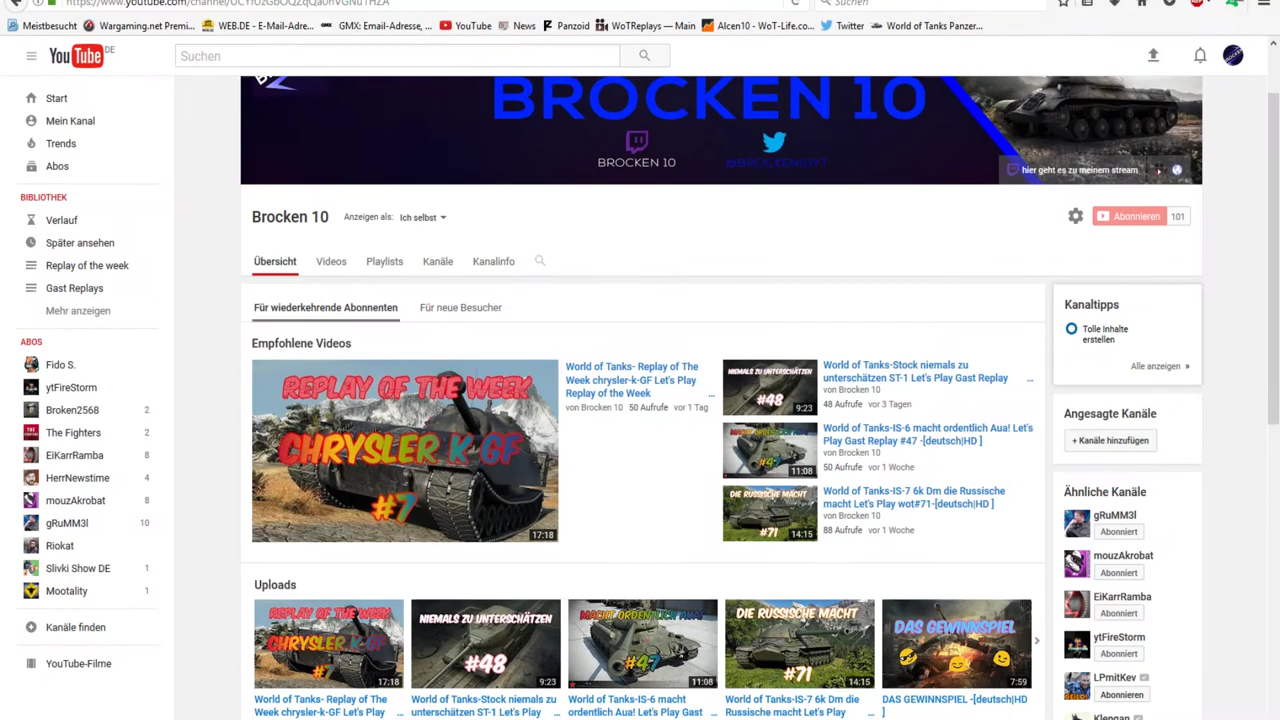 Meistbesucht Wargaming.net Premi... WEB.DE - E-Mail-Adre... GMX: Email-Adresse, ... YouTube News Panzoid WoTReplays — Main Alcen10 - WoT-Life.co... Twitter World of Tanks Panzer...
YouTube DE
Suchen
Start
Mein Kanal
Trends
Abos
BIBLIOTHEK
Verlauf
Später ansehen
Replay of the week
Gast Replays
Mehr anzeigen
ABOS
Fido S.
ytFireStorm
Broken2568 2
The Fighters 2
EiKarrRamba 8
HerrNewstime 4
mouzAkrobat 8
gRuMM3l 10
Riokat
Slivki Show DE 1
Mootality 1
Kanäle finden
YouTube-Filme
BROCKEN 10
BROCKEN 10
hier geht es zu meinem stream
Brocken 10 Anzeigen als: Ich selbst
Abonnieren 101
Übersicht Videos Playlists Kanäle Kanalinfo
Für wiederkehrende Abonnenten Für neue Besucher
Empfohlene Videos
REPLAY OF THE WEEK
CHRYSLER K GF
#7
17:18
World of Tanks- Replay of The
Week chrysler-k-GF Let's Play
Replay of the Week ...
von Brocken 10 50 Aufrufe vor 1 Tag
NIEMALS ZU UNTERSCHÄTZEN
#48
9:23
World of Tanks-Stock niemals zu
unterschätzen ST-1 Let's Play Gast Replay ...
von Brocken 10
48 Aufrufe vor 3 Tagen
#47
11:08
World of Tanks-IS-6 macht ordentlich Aua! Let's
Play Gast Replay #47 -[deutsch|HD ]
von Brocken 10
50 Aufrufe vor 1 Woche
DIE RUSSISCHE MACHT
#71
14:15
World of Tanks-IS-7 6k Dm die Russische
macht Let's Play wot#71-[deutsch|HD ]
von Brocken 10
88 Aufrufe vor 1 Woche
Uploads
REPLAY OF THE WEEK
CHRYSLER K GF
#7
17:18
World of Tanks- Replay of The
Week chrysler-k-GF Let's Play ...
NIEMALS ZU UNTERSCHÄTZEN
#48
9:23
World of Tanks-Stock niemals zu
unterschätzen ST-1 Let's Play ...
MACHT ORDENTLICH AUA!
#47
11:08
World of Tanks-IS-6 macht
ordentlich Aua! Let's Play Gast ...
DIE RUSSISCHE MACHT
#71
14:15
World of Tanks-IS-7 6k Dm die
Russische macht Let's Play ...
DAS GEWINNSPIEL
DAS GEWINNSPIEL -[deutsch|HD
]
Kanaltipps
Tolle Inhalte
erstellen
Alle anzeigen »
Angesagte Kanäle
+ Kanäle hinzufügen
Ähnliche Kanäle
gRuMM3l
Abonniert
mouzAkrobat
Abonniert
EiKarrRamba
Abonniert
ytFireStorm
Abonniert
LPmitKev
Abonnieren
7:59